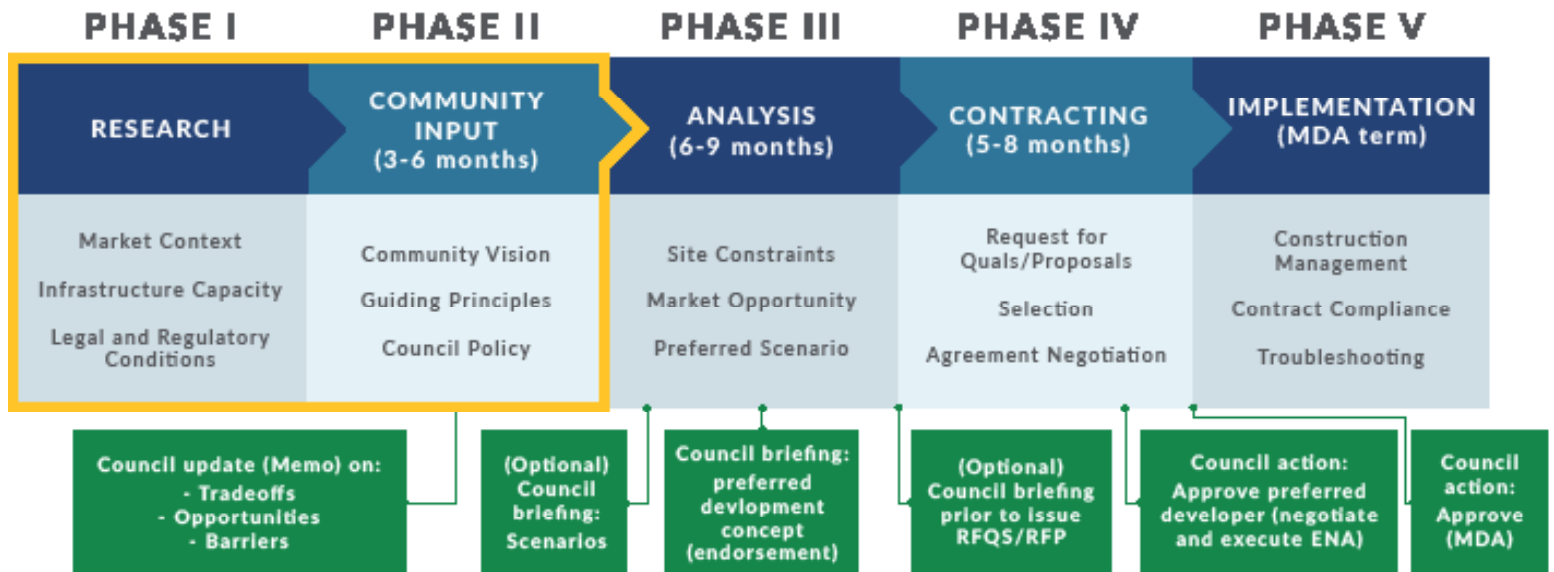 PHASE I
PHASE II
PHASE III
PHASE IV
PHASE V
RESEARCH
COMMUNITY
INPUT
(3-6 months)
ANALYSIS
(6-9 months)
CONTRACTING
(5-8 months)
IMPLEMENTATION
(MDA term)
Market Context
Infrastructure Capacity
Legal and Regulatory
Conditions
Community Vision
Guiding Principles
Council Policy
Site Constraints
Market Opportunity
Preferred Scenario
Request for
Quals/Proposals
Selection
Agreement Negotiation
Construction
Management
Contract Compliance
Troubleshooting
Council update (Memo) on:
- Tradeoffs
- Opportunities
- Barriers
(Optional)
Council
briefing:
Scenarios
Council briefing:
preferred
devlopment
concept
(endorsement)
(Optional)
Council briefing
prior to issue
RFQS/RFP
Council action:
Approve preferred
developer (negotiate
and execute ENA)
Council
action:
Approve
(MDA)